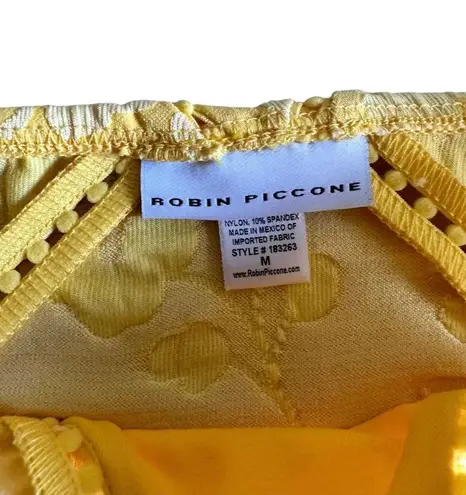 ROBIN PICCONE
NYLON, 10% SPANDEX
MADE IN MEXICO OF
IMPORTED FABRIC
STYLE # 183263
M
www.RobinPiccone.com